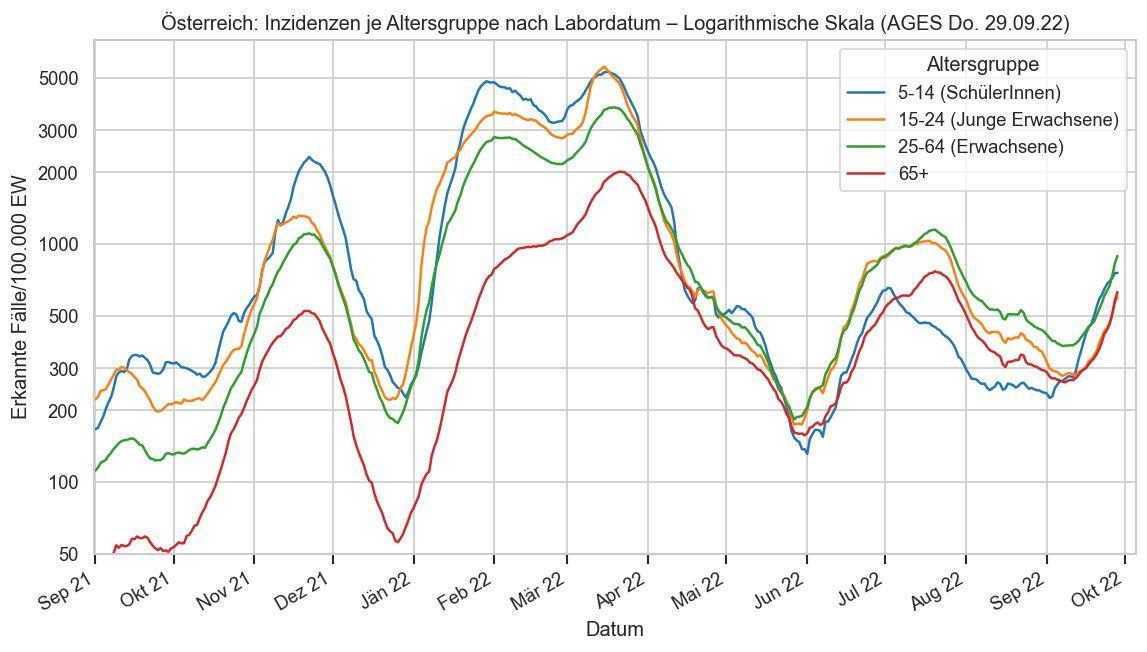 Österreich: Inzidenzen je Altersgruppe nach Labordatum – Logarithmische Skala (AGES Do. 29.09.22)
Altersgruppe
5-14 (SchülerInnen)
15-24 (Junge Erwachsene)
25-64 (Erwachsene)
65+
Erkannte Fälle/100.000 EW
5000
3000
2000
1000
500
300
200
100
50
Sep 21
Okt 21
Nov 21
Dez 21
Jän 22
Feb 22
Mär 22
Apr 22
Mai 22
Jun 22
Jul 22
Aug 22
Sep 22
Okt 22
Datum